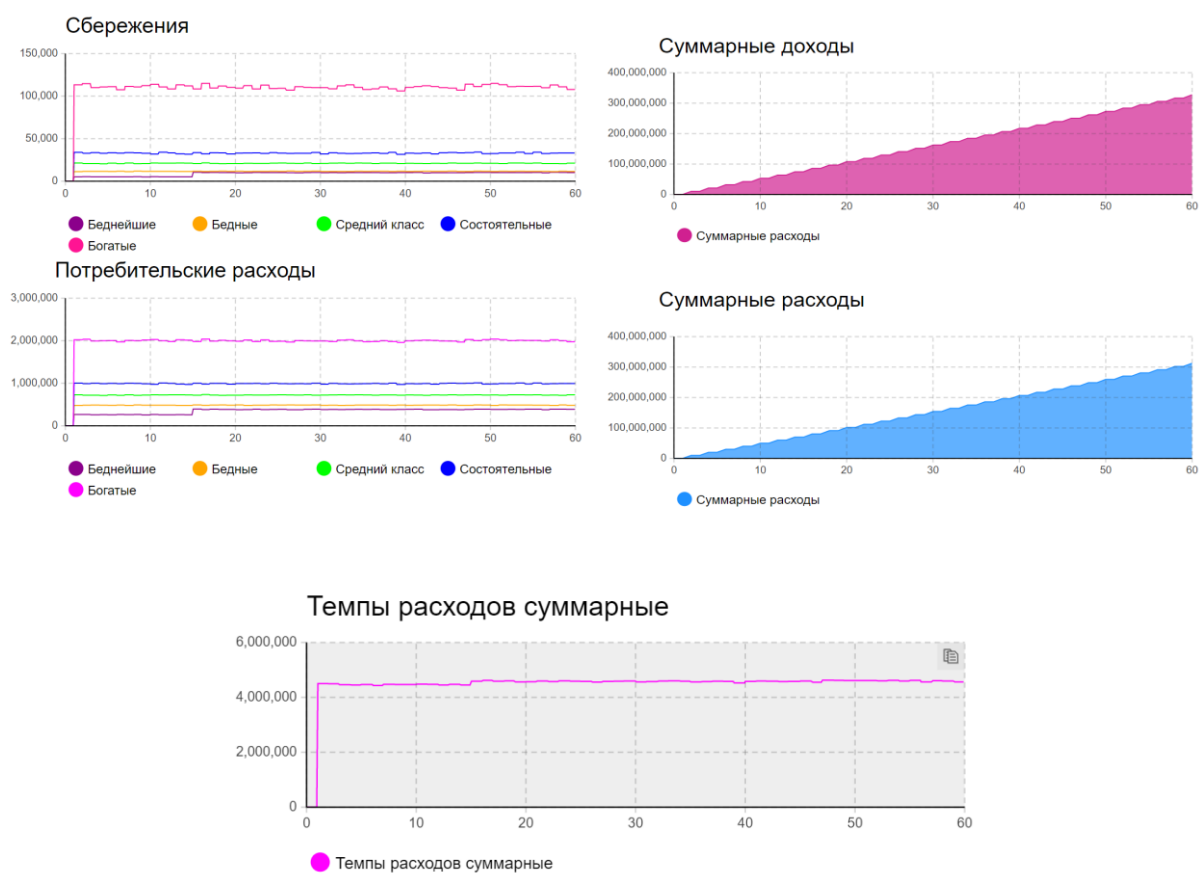 Сбережения
150,000
100,000
50,000
0
0 10 20 30 40 50 60
Беднейшие Бедные Средний класс Состоятельные
Богатые
Суммарные доходы
400,000,000
300,000,000
200,000,000
100,000,000
0
0 10 20 30 40 50 60
Суммарные расходы
Потребительские расходы
3,000,000
2,000,000
1,000,000
0
0 10 20 30 40 50 60
Беднейшие Бедные Средний класс Состоятельные
Богатые
Суммарные расходы
400,000,000
300,000,000
200,000,000
100,000,000
0
0 10 20 30 40 50 60
Суммарные расходы
Темпы расходов суммарные
6,000,000
4,000,000
2,000,000
0
0 10 20 30 40 50 60
Темпы расходов суммарные